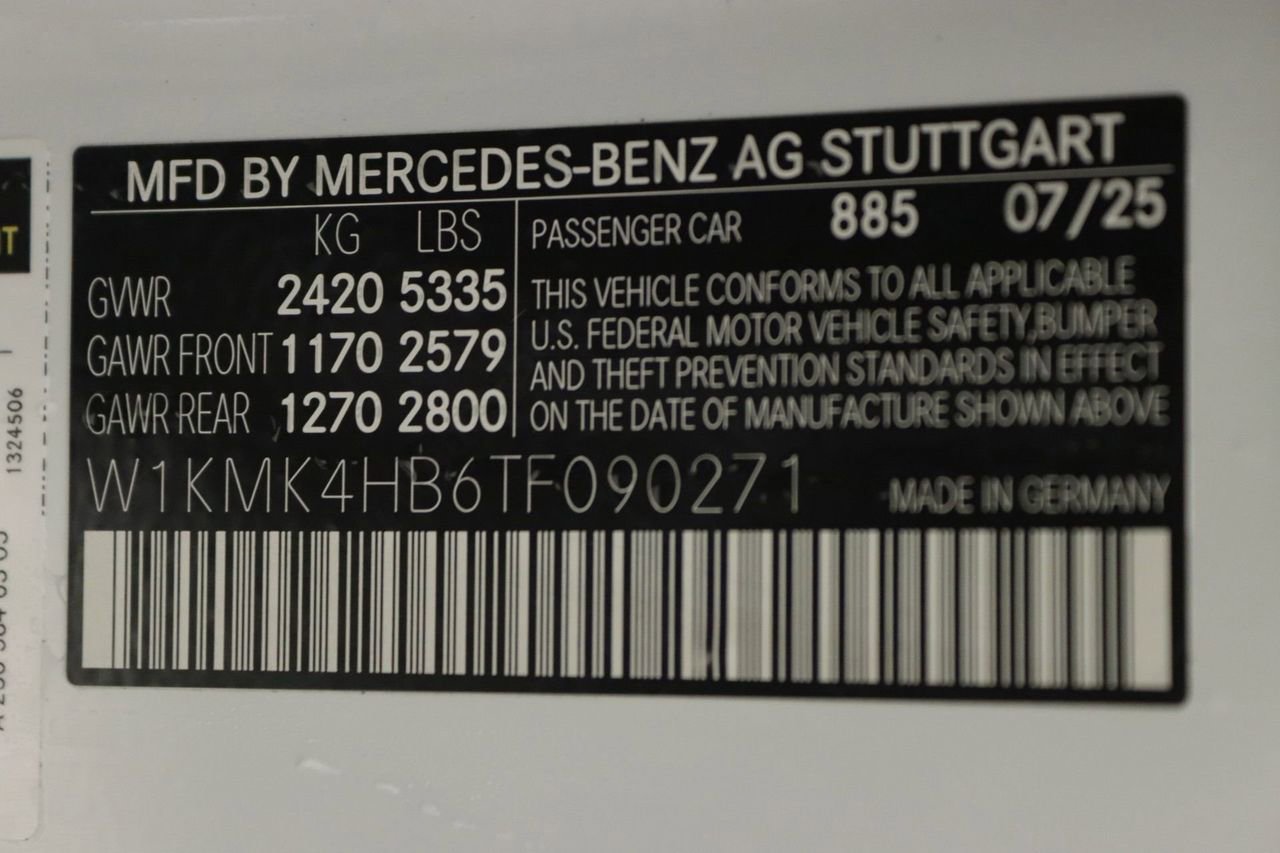 MFD BY MERCEDES-BENZ AG STUTTGART
KG LBS
GVWR 2420 5335
GAWR FRONT 1170 2579
GAWR REAR 1270 2800
PASSENGER CAR 885 07/25
THIS VEHICLE CONFORMS TO ALL APPLICABLE
U.S. FEDERAL MOTOR VEHICLE SAFETY,BUMPER
AND THEFT PREVENTION STANDARDS IN EFFECT
ON THE DATE OF MANUFACTURE SHOWN ABOVE
W1KMK4HB6TF090271
MADE IN GERMANY
1324506